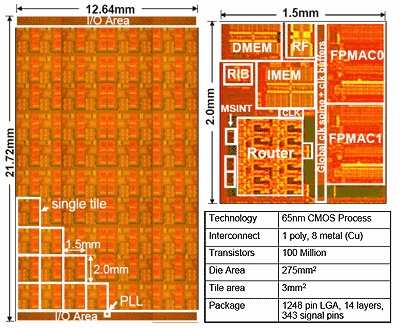 12.64mm
I/O Area
21.72mm
single tile
1.5mm
2.0mm
PLL
I/O Area
1.5mm
2.0mm
DMEM
RF
RIB
IMEM
MSINT
CLK
Router
Global clk spine + clk buffers
FPMAC0
FPMAC1
Technology 65nm CMOS Process
Interconnect 1 poly, 8 metal (Cu)
Transistors 100 Million
Die Area 275mm²
Tile area 3mm²
Package 1248 pin LGA, 14 layers,
343 signal pins